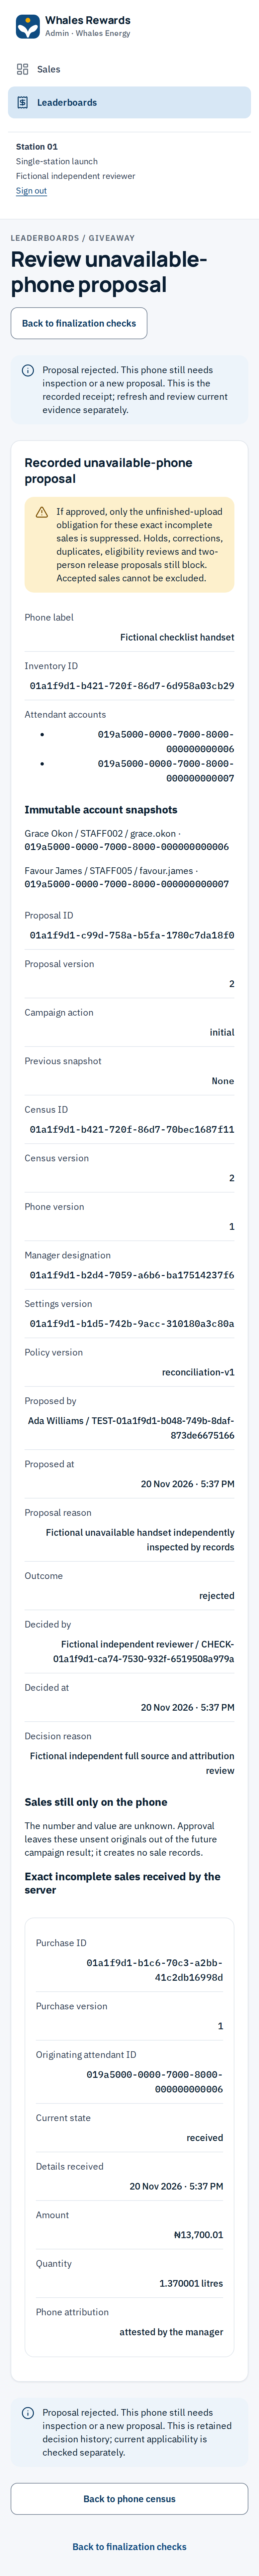 Whales Rewards
Admin · Whales Energy
Sales
Leaderboards
Station 01
Single-station launch
Fictional independent reviewer
Sign out
LEADERBOARDS / GIVEAWAY
Review unavailable-
phone proposal
Back to finalization checks
Proposal rejected. This phone still needs
inspection or a new proposal. This is the
recorded receipt; refresh and review current
evidence separately.
Recorded unavailable-phone
proposal
If approved, only the unfinished-upload
obligation for these exact incomplete
sales is suppressed. Holds, corrections,
duplicates, eligibility reviews and two-
person release proposals still block.
Accepted sales cannot be excluded.
Phone label
Fictional checklist handset
Inventory ID
01a1f9d1-b421-720f-86d7-6d958a03cb29
Attendant accounts
• 019a5000-0000-7000-8000-
000000000006
• 019a5000-0000-7000-8000-
000000000007
Immutable account snapshots
Grace Okon / STAFF002 / grace.okon ·
019a5000-0000-7000-8000-000000000006
Favour James / STAFF005 / favour.james ·
019a5000-0000-7000-8000-000000000007
Proposal ID
01a1f9d1-c99d-758a-b5fa-1780c7da18f0
Proposal version
2
Campaign action
initial
Previous snapshot
None
Census ID
01a1f9d1-b421-720f-86d7-70bec1687f11
Census version
2
Phone version
1
Manager designation
01a1f9d1-b2d4-7059-a6b6-ba17514237f6
Settings version
01a1f9d1-b1d5-742b-9acc-310180a3c80a
Policy version
reconciliation-v1
Proposed by
Ada Williams / TEST-01a1f9d1-b048-749b-8daf-
873de6675166
Proposed at
20 Nov 2026 · 5:37 PM
Proposal reason
Fictional unavailable handset independently
inspected by records
Outcome
rejected
Decided by
Fictional independent reviewer / CHECK-
01a1f9d1-ca74-7530-932f-6519508a979a
Decided at
20 Nov 2026 · 5:37 PM
Decision reason
Fictional independent full source and attribution
review
Sales still only on the phone
The number and value are unknown. Approval
leaves these unsent originals out of the future
campaign result; it creates no sale records.
Exact incomplete sales received by the
server
Purchase ID
01a1f9d1-b1c6-70c3-a2bb-
41c2db16998d
Purchase version
1
Originating attendant ID
019a5000-0000-7000-8000-
000000000006
Current state
received
Details received
20 Nov 2026 · 5:37 PM
Amount
₦13,700.01
Quantity
1.370001 litres
Phone attribution
attested by the manager
Proposal rejected. This phone still needs
inspection or a new proposal. This is retained
decision history; current applicability is
checked separately.
Back to phone census
Back to finalization checks